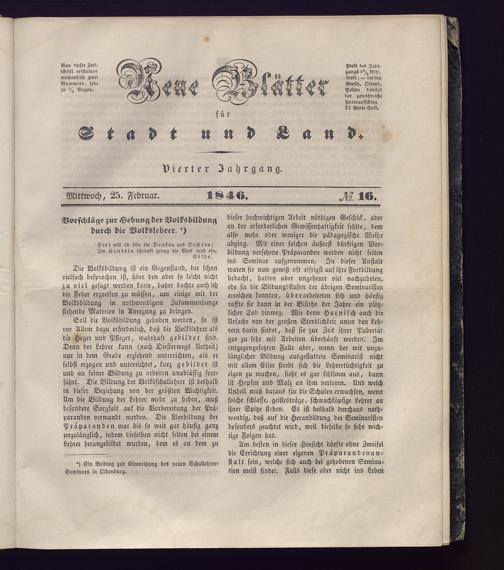 Von dieser Zeit-
schrift erscheinen
wöchentlich zwei
Nummern, jede
zu ½ Bogen.
Neue Blätter
für
Stadt und Land.
Preis des Jahr-
gangs
Vierter Jahrgang.
Mittwoch, 25. Februar.
1846.
№ 16.
Vorschläge zur Hebung der Volksbildung
durch die Volkslehrer. *)
Frei will ich sein im Denken und Dichten;
Im Handeln schränkt genug die Welt mich ein.
Göthe.
Die Volksbildung ist ein Gegenstand, der schon
vielfach besprochen ist, über den aber so leicht nicht
zu viel gesagt werden kann, daher dachte auch ich
die Feder ergreifen zu müssen, um einige mit der
Volksbildung in nothwendigem Zusammenhange
stehende Materien in Anregung zu bringen.
Soll die Volksbildung gehoben werden, so ist
vor Allem dazu erforderlich, daß die Volkslehrer als
die Heger und Pfleger, wahrhaft gebildet sind.
Denn der Lehrer kann (nach Diesterwegs Urtheil)
nur in dem Grade erziehend unterrichten, als er
selbst erzogen und unterrichtet, kurz gebildet ist
und an seiner Bildung zu arbeiten unablässig fort-
fährt. Die Bildung der Volksschullehrer ist deshalb
in dieser Beziehung von der größten Wichtigkeit.
Um die Bildung der Lehrer mehr zu heben, muß
besondere Sorgfalt auf die Vorbereitung der Prä-
paranden verwandt werden. Die Vorbildung der
Präparanden war bis so weit gar häufig ganz
unzulänglich, indem dieselben nicht selten bei einem
Lehrer herangebildet wurden, dem es an dem zu
*) Ein Beitrag zur Einweihung des neuen Schullehrer-
Seminars in Oldenburg.
dieser hochwichtigen Arbeit nöthigen Geschick, oder
an der erforderlichen Gewissenhaftigkeit fehlte, dem
also mehr oder weniger die pädagogische Weihe
abging. Mit einer solchen äußerst dürftigen Vor-
bildung versehene Präparanden werden nicht selten
ins Seminar aufgenommen. In dieser Anstalt
waren sie nun gewiß oft eifrigst auf ihre Fortbildung
bedacht, hatten aber ungeheuer viel nachzuholen,
ehe sie die Bildungsstufen der übrigen Seminaristen
erreichen konnten, überarbeiteten sich und häufig
raffte sie dann in der Blüthe der Jahre ein plötz-
licher Tod hinweg. Wie denn Harnisch auch die
Ursache von der großen Sterblichkeit unter den Leh-
rern darin findet, daß sie zur Zeit ihrer Pubertät
gar zu sehr mit Arbeiten überhäuft werden. Im
entgegengesetzten Falle aber, wenn der mit unzu-
länglicher Bildung ausgestattete Seminarist nicht
mit allem Eifer strebt sich die Lehrertüchtigkeit zu
eigen zu machen, sieht es gar schlimm aus, dann
ist Hopfen und Malz an ihm verloren. Und welch
Unheil muß daraus für die Schulen erwachsen, wenn
solche schlaffe, geistesträge, schwachköpfige Lehrer an
ihrer Spitze stehen. Es ist deshalb durchaus noth-
wendig, daß auf die Heranbildung der Seminaristen
besonders geachtet wird, weil dieselbe so sehr wich-
tige Folgen hat.
Am besten in dieser Hinsicht dürfte ohne Zweifel
die Errichtung einer eigenen Präparandenan-
stalt sein, welche sich auch bei gehobenen Semina-
rien meist findet. Falls diese aber nicht ins Leben